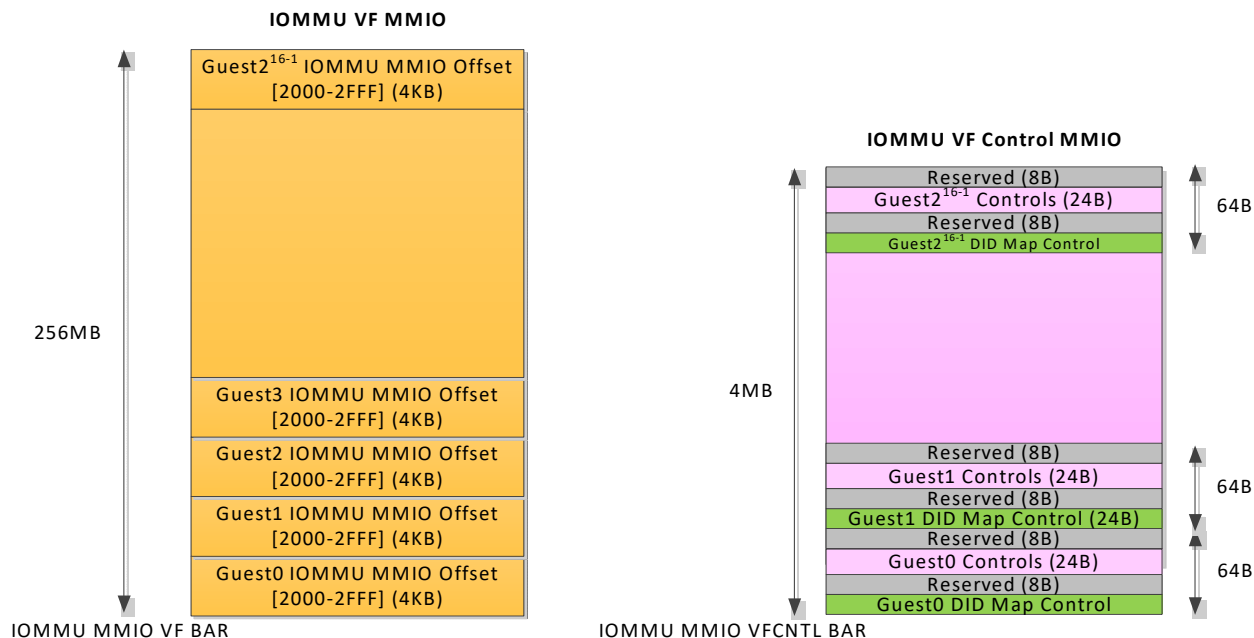 IOMMU VF MMIO
Guest2^16-1 IOMMU MMIO Offset
[2000-2FFF] (4KB)
256MB
Guest3 IOMMU MMIO Offset
[2000-2FFF] (4KB)
Guest2 IOMMU MMIO Offset
[2000-2FFF] (4KB)
Guest1 IOMMU MMIO Offset
[2000-2FFF] (4KB)
Guest0 IOMMU MMIO Offset
[2000-2FFF] (4KB)
IOMMU MMIO VF BAR
IOMMU VF Control MMIO
Reserved (8B)
Guest2^16-1 Controls (24B)
Reserved (8B)
Guest2^16-1 DID Map Control
64B
4MB
Reserved (8B)
Guest1 Controls (24B)
Reserved (8B)
Guest1 DID Map Control (24B)
64B
Reserved (8B)
Guest0 Controls (24B)
Reserved (8B)
Guest0 DID Map Control
64B
IOMMU MMIO VFCNTL BAR